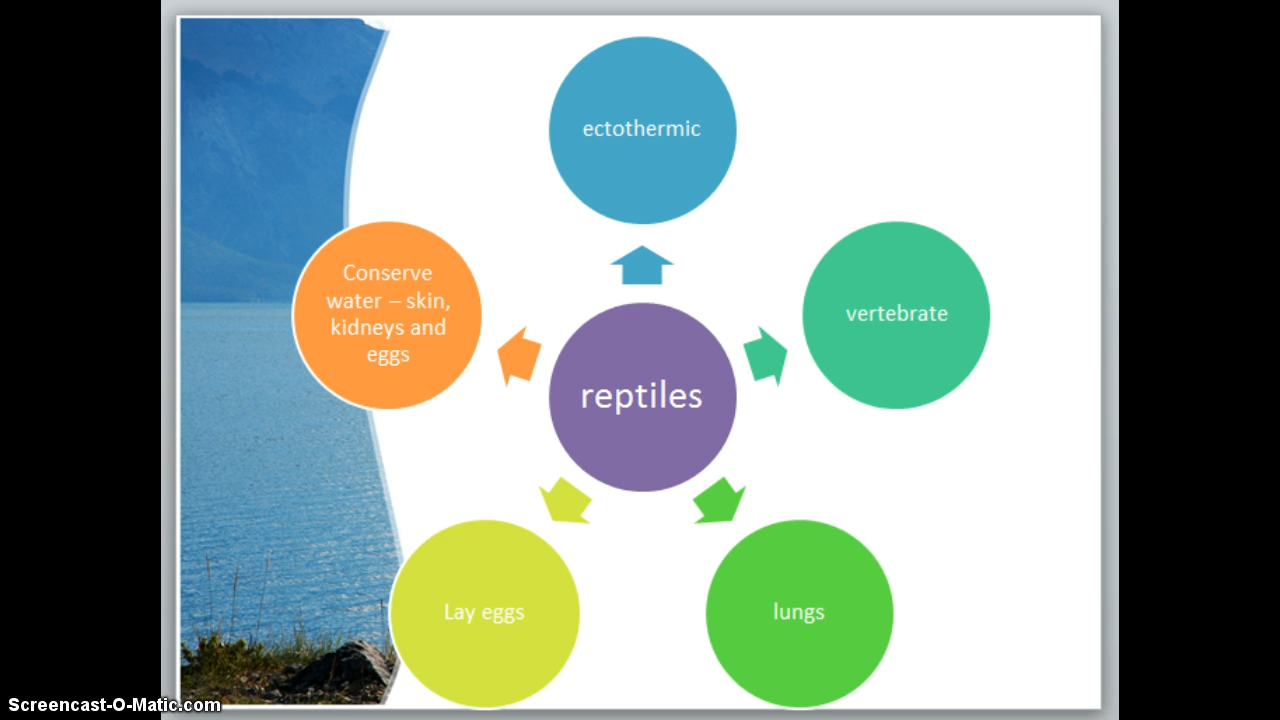 ectothermic
Conserve
water – skin,
kidneys and
eggs
vertebrate
reptiles
Lay eggs
lungs
Screencast-O-Matic.com